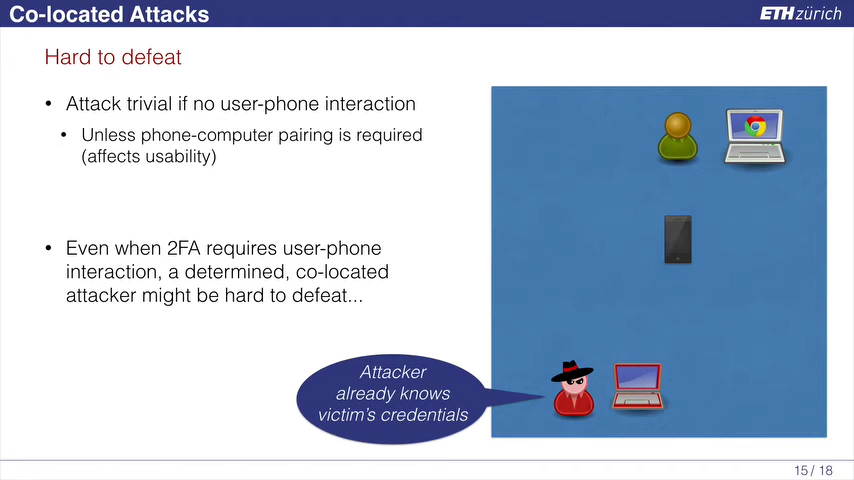 Co-located Attacks
ETH zürich
Hard to defeat
• Attack trivial if no user-phone interaction
• Unless phone-computer pairing is required
(affects usability)
• Even when 2FA requires user-phone
interaction, a determined, co-located
attacker might be hard to defeat...
Attacker
already knows
victim's credentials
15 / 18